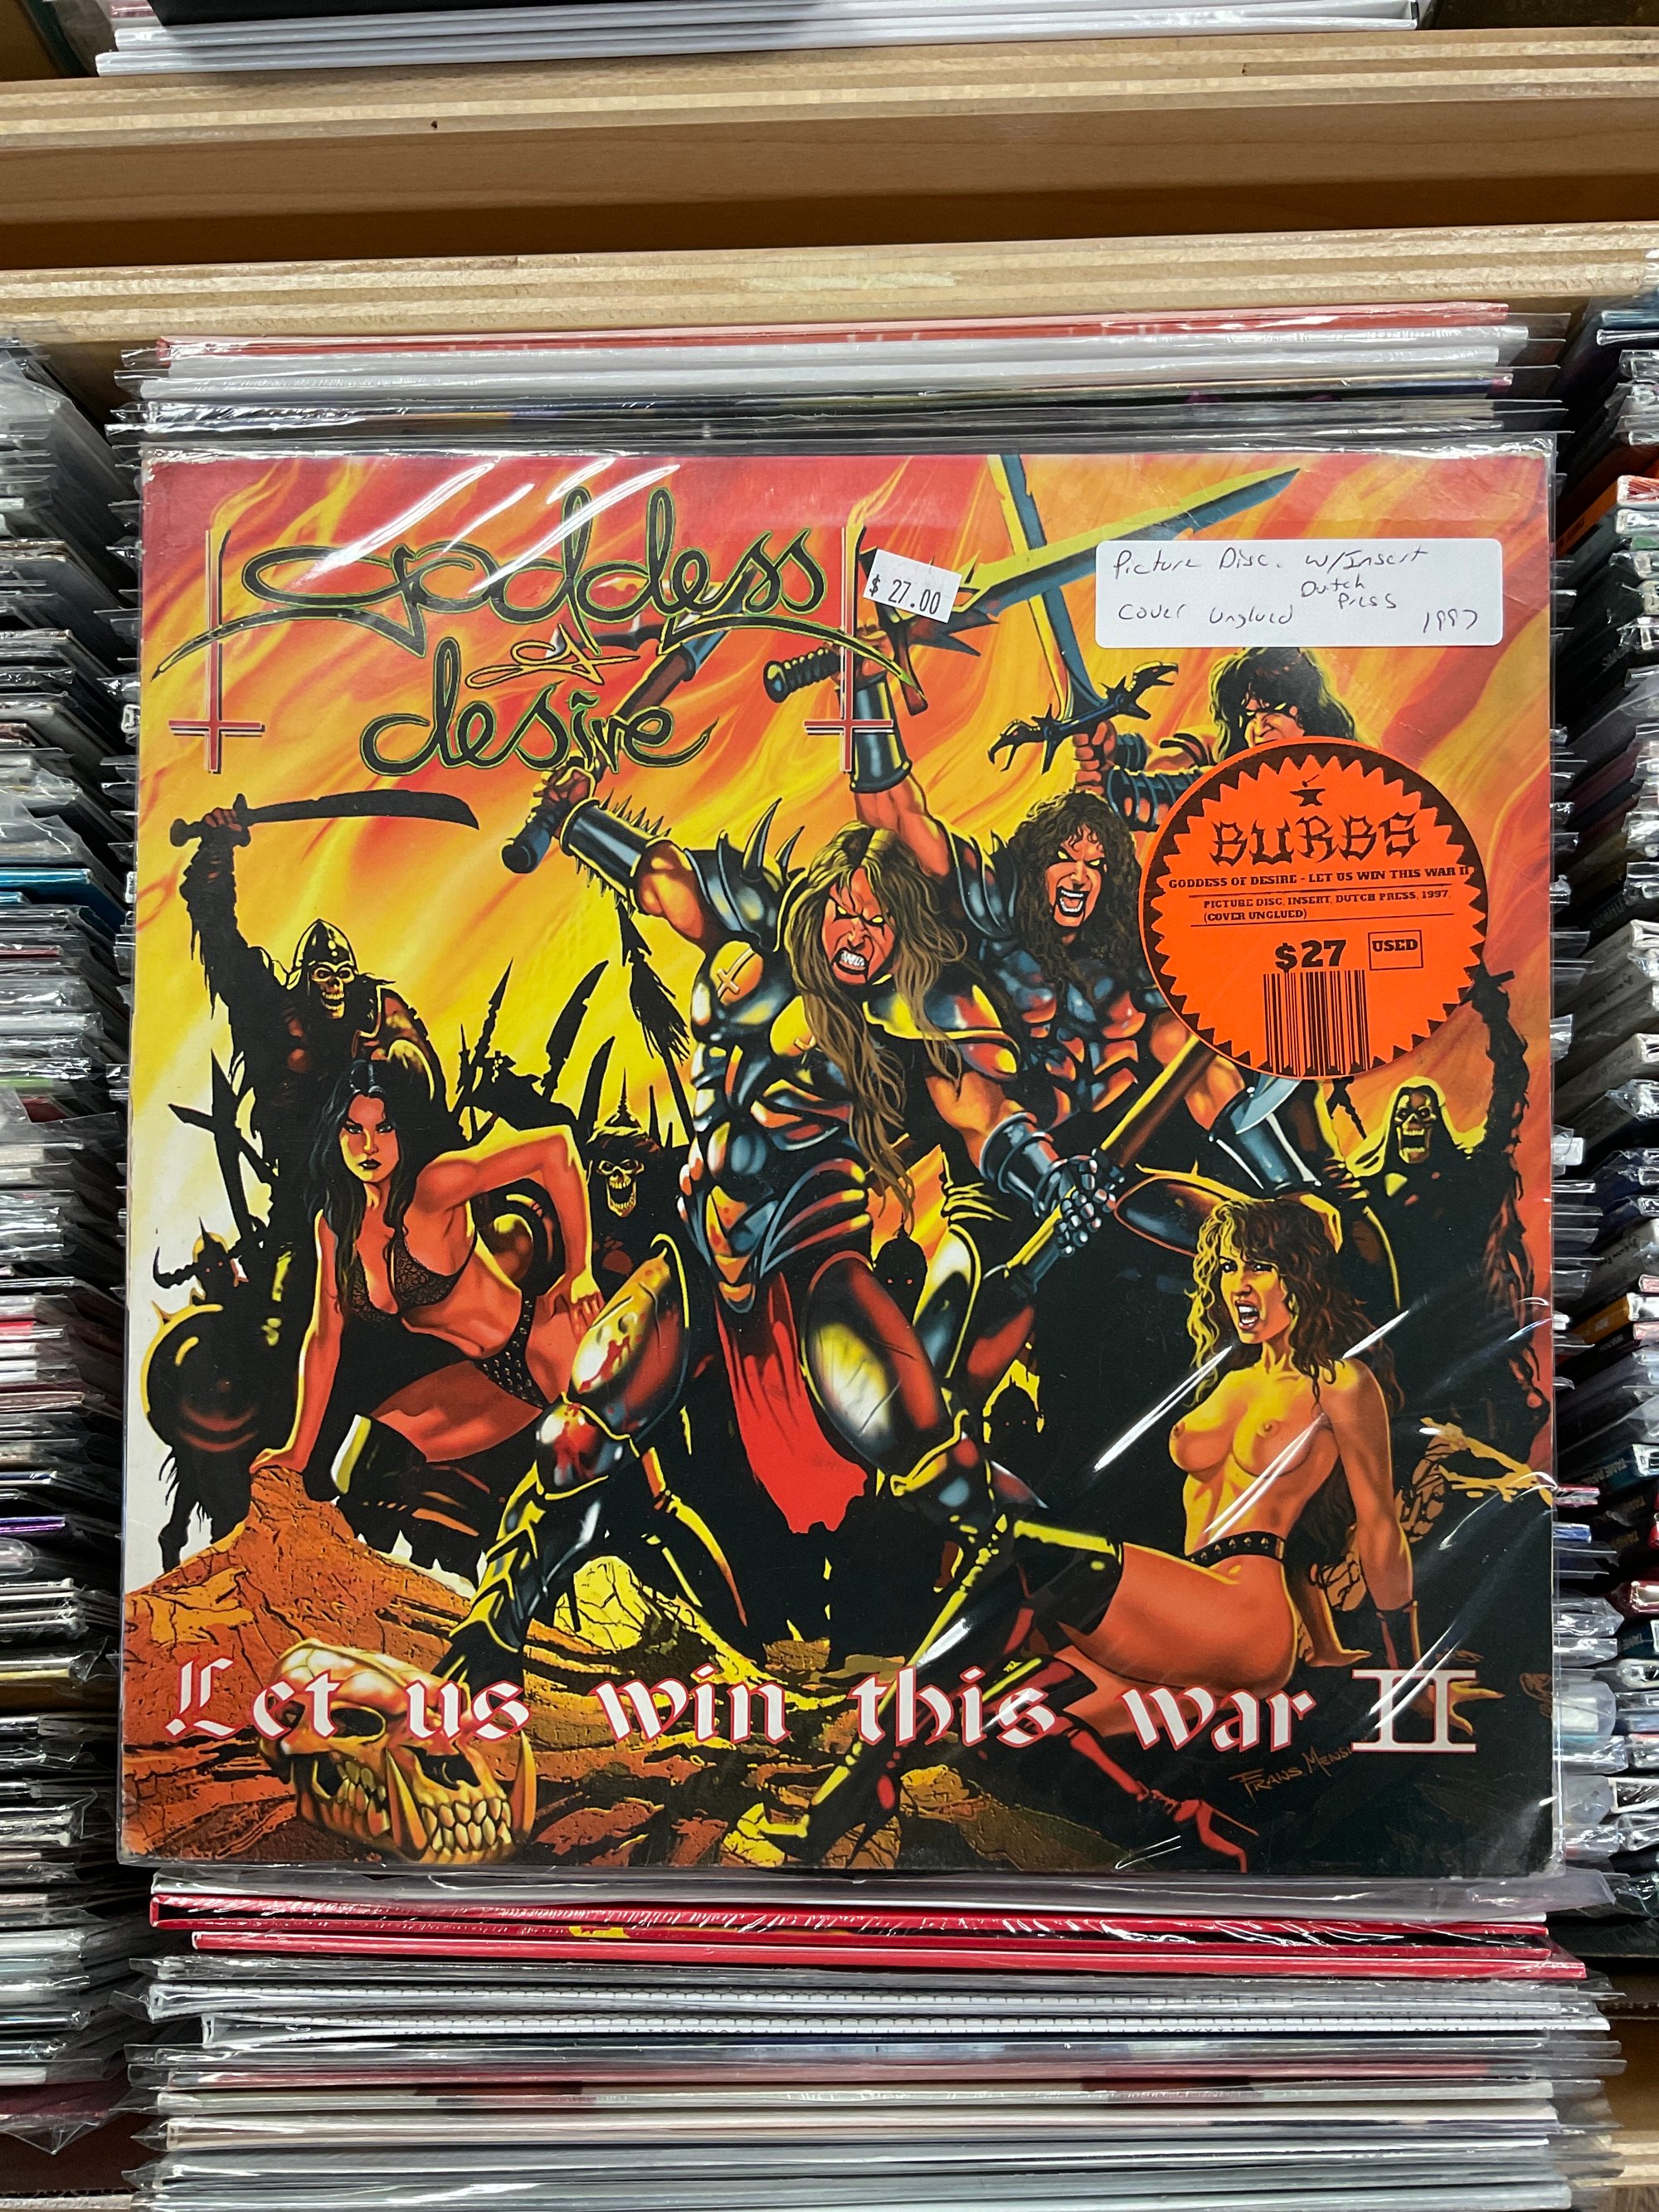 Goddess
of
desire
$ 27.00
Picture Disc. w/Insert
Dutch
Press
Cover Unglued 1997
BURBS
GODDESS OF DESIRE - LET US WIN THIS WAR II
PICTURE DISC, INSERT, DUTCH PRESS, 1997,
(COVER UNGLUED)
$27 USED
Let us win this war II